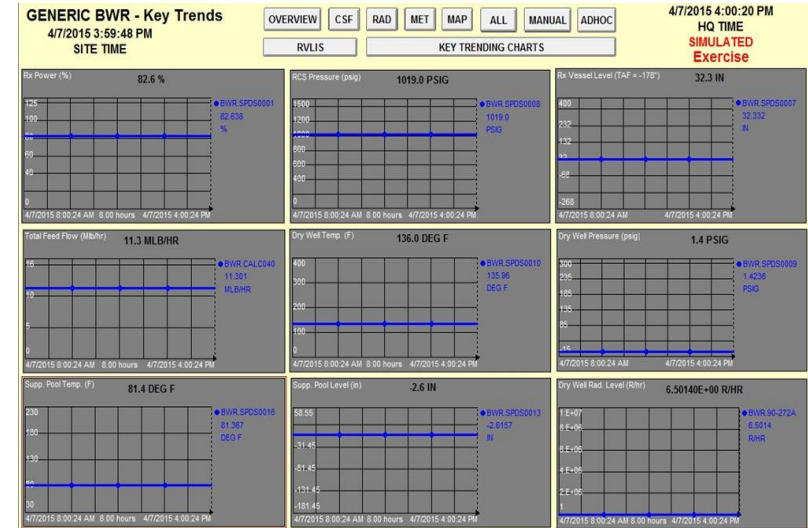 GENERIC BWR - Key Trends
4/7/2015 3:59:48 PM
SITE TIME
OVERVIEW CSF RAD MET MAP ALL MANUAL ADHOC
RVLIS KEY TRENDING CHARTS
4/7/2015 4:00:20 PM
HQ TIME
SIMULATED
Exercise
Rx Power (%) 82.6 %
125
100
80
60
40
0
BWR.SPDS0001
82.638
%
4/7/2015 8:00:24 AM 8.00 hours 4/7/2015 4:00:24 PM
RCS Pressure (psig) 1019.0 PSIG
1500
1200
1000
800
600
400
0
BWR.SPDS0008
1019.0
PSIG
4/7/2015 8:00:24 AM 8.00 hours 4/7/2015 4:00:24 PM
Rx Vessel Level (TAF = -178") 32.3 IN
400
232
132
32
-68
-268
BWR.SPDS0007
32.332
IN
4/7/2015 8:00:24 AM 4/7/2015 4:00:24 PM
Total Feed Flow (Mlb/hr) 11.3 MLB/HR
16
10
5
0
BWR.CALC040
11.301
MLB/HR
4/7/2015 8:00:24 AM 8.00 hours 4/7/2015 4:00:24 PM
Dry Well Temp. (F) 136.0 DEG F
400
300
200
100
0
BWR.SPDS0010
135.96
DEG F
4/7/2015 8:00:24 AM 8.00 hours 4/7/2015 4:00:24 PM
Dry Well Pressure (psig) 1.4 PSIG
300
235
185
135
85
-15
BWR.SPDS0009
1.4236
PSIG
4/7/2015 8:00:24 AM 8.00 hours 4/7/2015 4:00:24 PM
Supp. Pool Temp. (F) 81.4 DEG F
230
180
130
80
30
BWR.SPDS0016
81.367
DEG F
4/7/2015 8:00:24 AM 8.00 hours 4/7/2015 4:00:24 PM
Supp. Pool Level (in) -2.6 IN
58.55
-31.45
-81.45
-131.45
-181.45
BWR.SPDS0013
-2.6157
IN
4/7/2015 8:00:24 AM 8.00 hours 4/7/2015 4:00:24 PM
Dry Well Rad. Level (R/hr) 6.50140E+00 R/HR
1.E+07
8.E+06
6.E+06
4.E+06
2.E+06
1
BWR.90-272A
6.5014
R/HR
4/7/2015 8:00:24 AM 8.00 hours 4/7/2015 4:00:24 PM